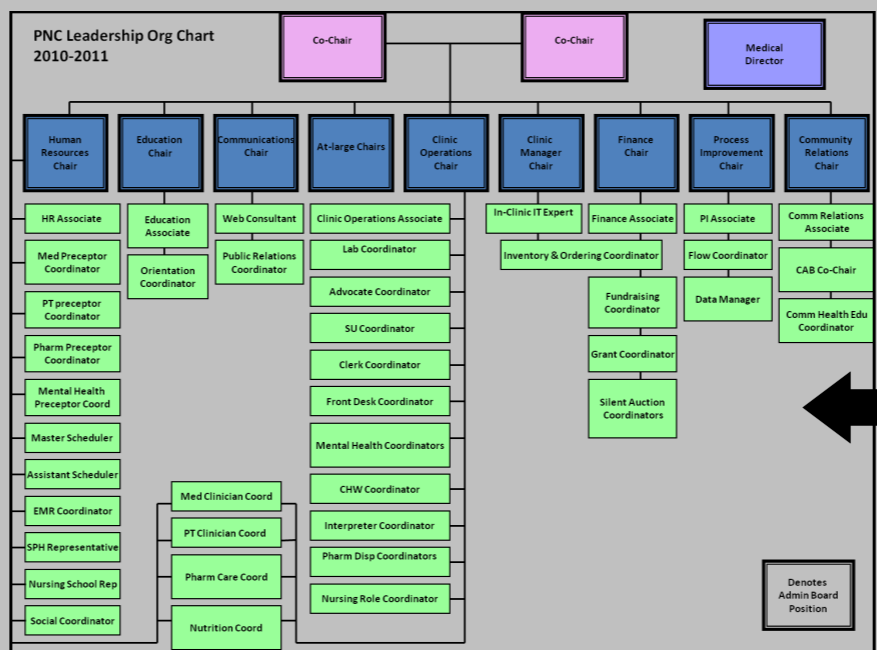 PNC Leadership Org Chart
2010-2011
Co-Chair
Co-Chair
Medical
Director
Human
Resources
Chair
Education
Chair
Communications
Chair
At-large Chairs
Clinic
Operations
Chair
Clinic
Manager
Chair
Finance
Chair
Process
Improvement
Chair
Community
Relations
Chair
HR Associate
Med Preceptor
Coordinator
PT preceptor
Coordinator
Pharm Preceptor
Coordinator
Mental Health
Preceptor Coord
Master Scheduler
Assistant Scheduler
EMR Coordinator
SPH Representative
Nursing School Rep
Social Coordinator
Education
Associate
Orientation
Coordinator
Web Consultant
Public Relations
Coordinator
Med Clinician Coord
PT Clinician Coord
Pharm Care Coord
Nutrition Coord
Clinic Operations Associate
Lab Coordinator
Advocate Coordinator
SU Coordinator
Clerk Coordinator
Front Desk Coordinator
Mental Health Coordinators
CHW Coordinator
Interpreter Coordinator
Pharm Disp Coordinators
Nursing Role Coordinator
In-Clinic IT Expert
Inventory & Ordering Coordinator
Finance Associate
Fundraising
Coordinator
Grant Coordinator
Silent Auction
Coordinators
PI Associate
Flow Coordinator
Data Manager
Comm Relations
Associate
CAB Co-Chair
Comm Health Edu
Coordinator
Denotes
Admin Board
Position